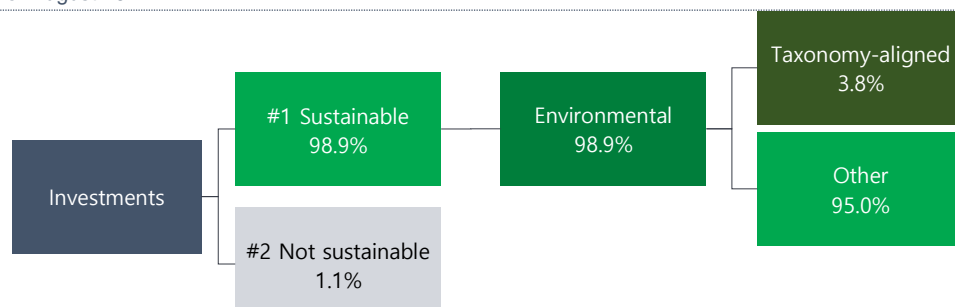 Investments
#1 Sustainable
98.9%
#2 Not sustainable
1.1%
Environmental
98.9%
Taxonomy-aligned
3.8%
Other
95.0%